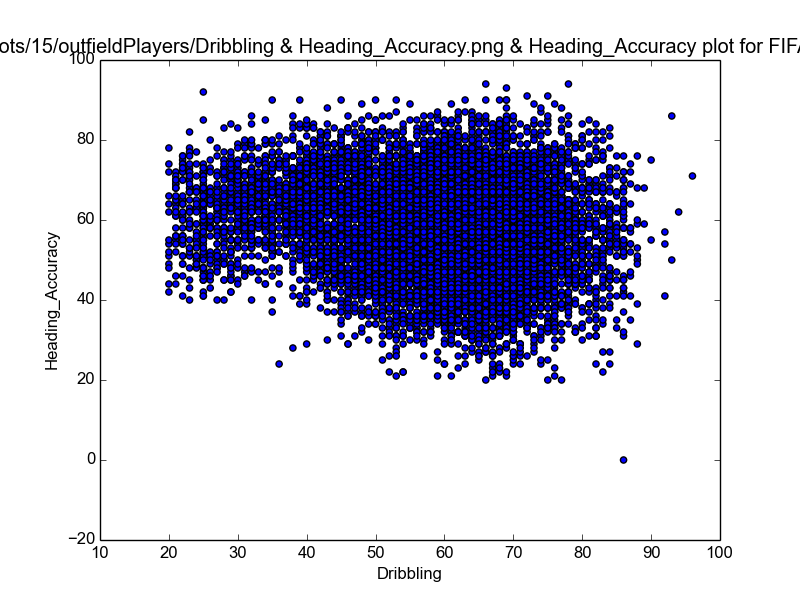 ots/15/outfieldPlayers/Dribbling & Heading_Accuracy.png & Heading_Accuracy plot for FIFA
100
80
60
40
20
0
−20
Heading_Accuracy
10 20 30 40 50 60 70 80 90 100
Dribbling